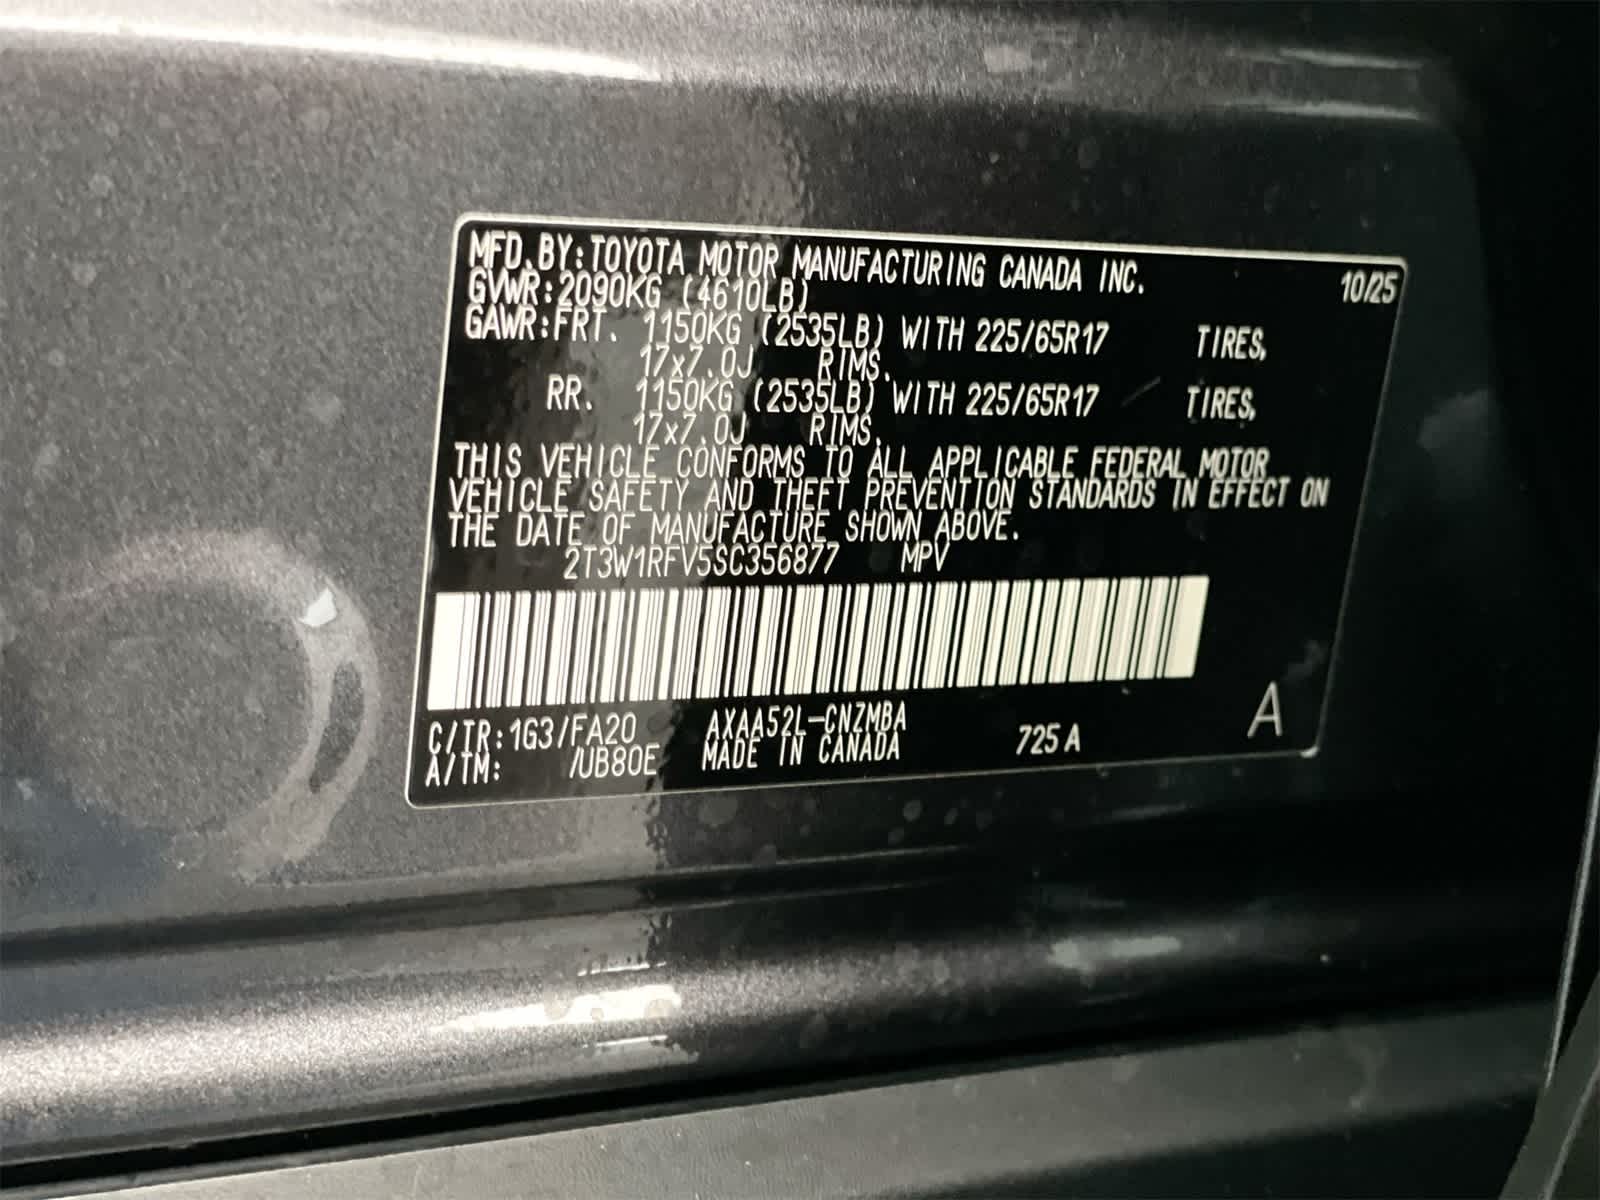 MFD.BY:TOYOTA MOTOR MANUFACTURING CANADA INC. 10/25
GVWR:2090KG (4610LB)
GAWR:FRT. 1150KG (2535LB) WITH 225/65R17 TIRES,
17x7.0J RIMS.
RR. 1150KG (2535LB) WITH 225/65R17 TIRES,
17x7.0J RIMS.
THIS VEHICLE CONFORMS TO ALL APPLICABLE FEDERAL MOTOR
VEHICLE SAFETY AND THEFT PREVENTION STANDARDS IN EFFECT ON
THE DATE OF MANUFACTURE SHOWN ABOVE.
2T3W1RFV5SC356877 MPV
C/TR:1G3/FA20 AXAA52L-CNZMBA 725 A A
A/TM: /UB80E MADE IN CANADA